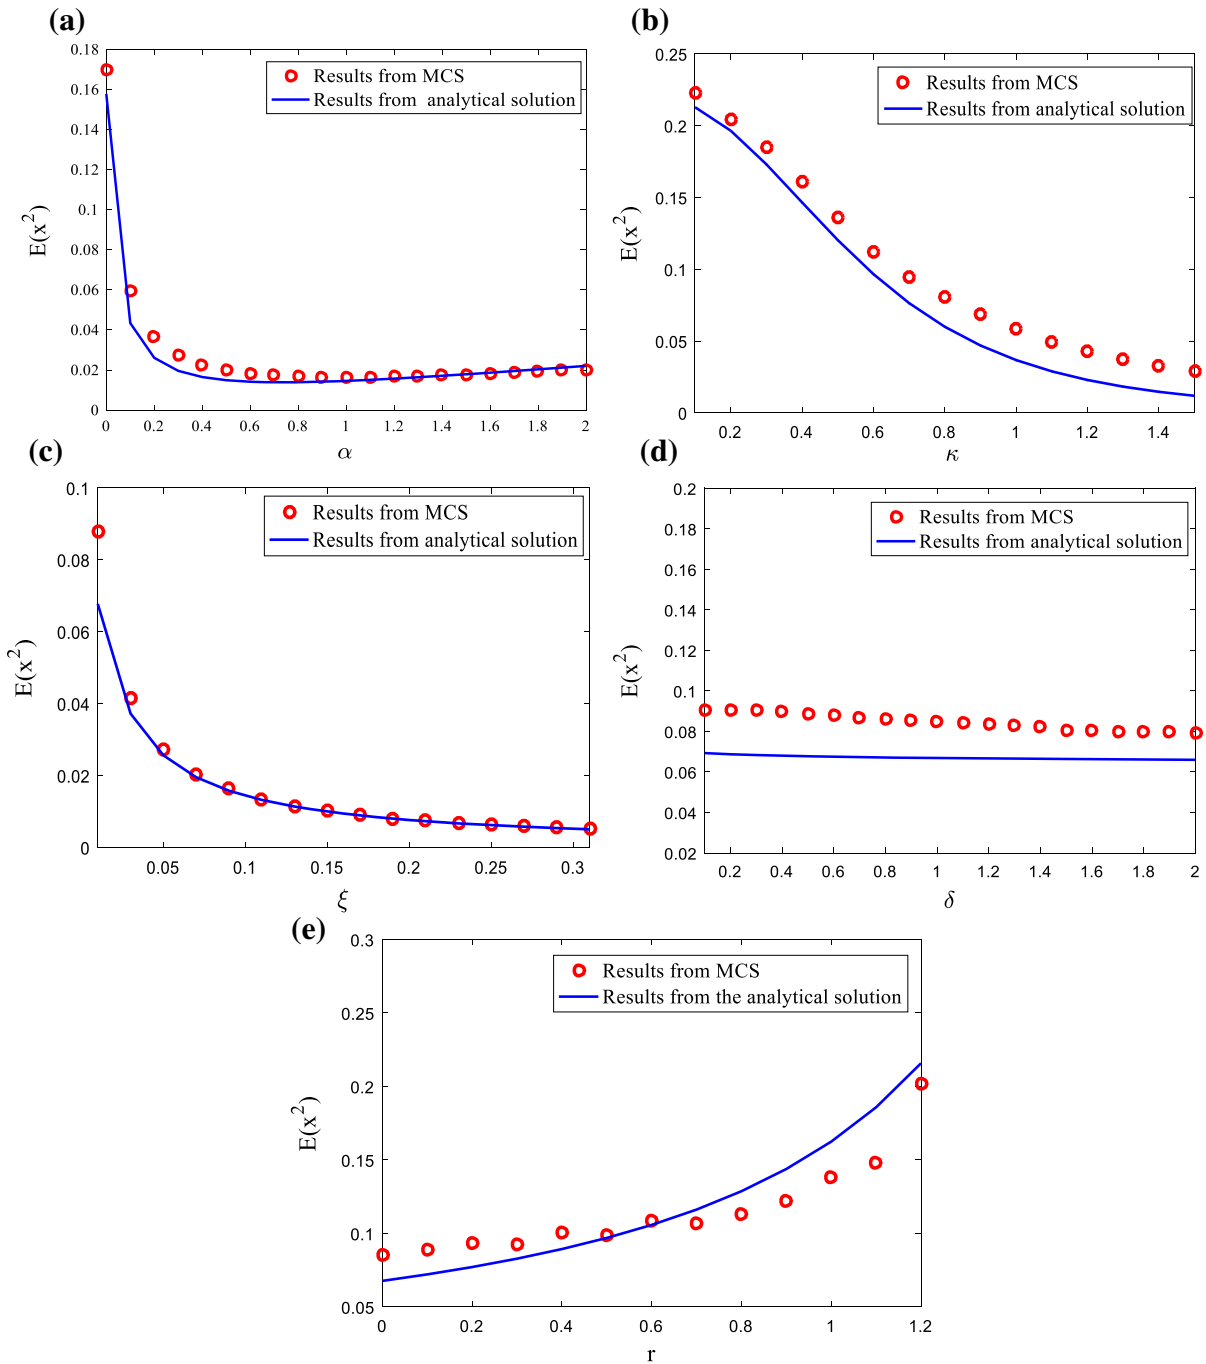 (a)
0.18
0.16
0.14
0.12
0.1
0.08
0.06
0.04
0.02
0
E(x²)
Results from MCS
Results from analytical solution
0 0.2 0.4 0.6 0.8 1.0 1.2 1.4 1.6 1.8 2
α
(b)
0.25
0.2
0.15
0.1
0.05
0
E(x²)
Results from MCS
Results from analytical solution
0.2 0.4 0.6 0.8 1 1.2 1.4
κ
(c)
0.1
0.08
0.06
0.04
0.02
0
E(x²)
Results from MCS
Results from analytical solution
0.05 0.1 0.15 0.2 0.25 0.3
ξ
(d)
0.2
0.18
0.16
0.14
0.12
0.1
0.08
0.06
0.04
0.02
E(x²)
Results from MCS
Results from analytical solution
0.2 0.4 0.6 0.8 1 1.2 1.4 1.6 1.8 2
δ
(e)
0.3
0.25
0.2
0.15
0.1
0.05
E(x²)
Results from MCS
Results from the analytical solution
0 0.2 0.4 0.6 0.8 1 1.2
r